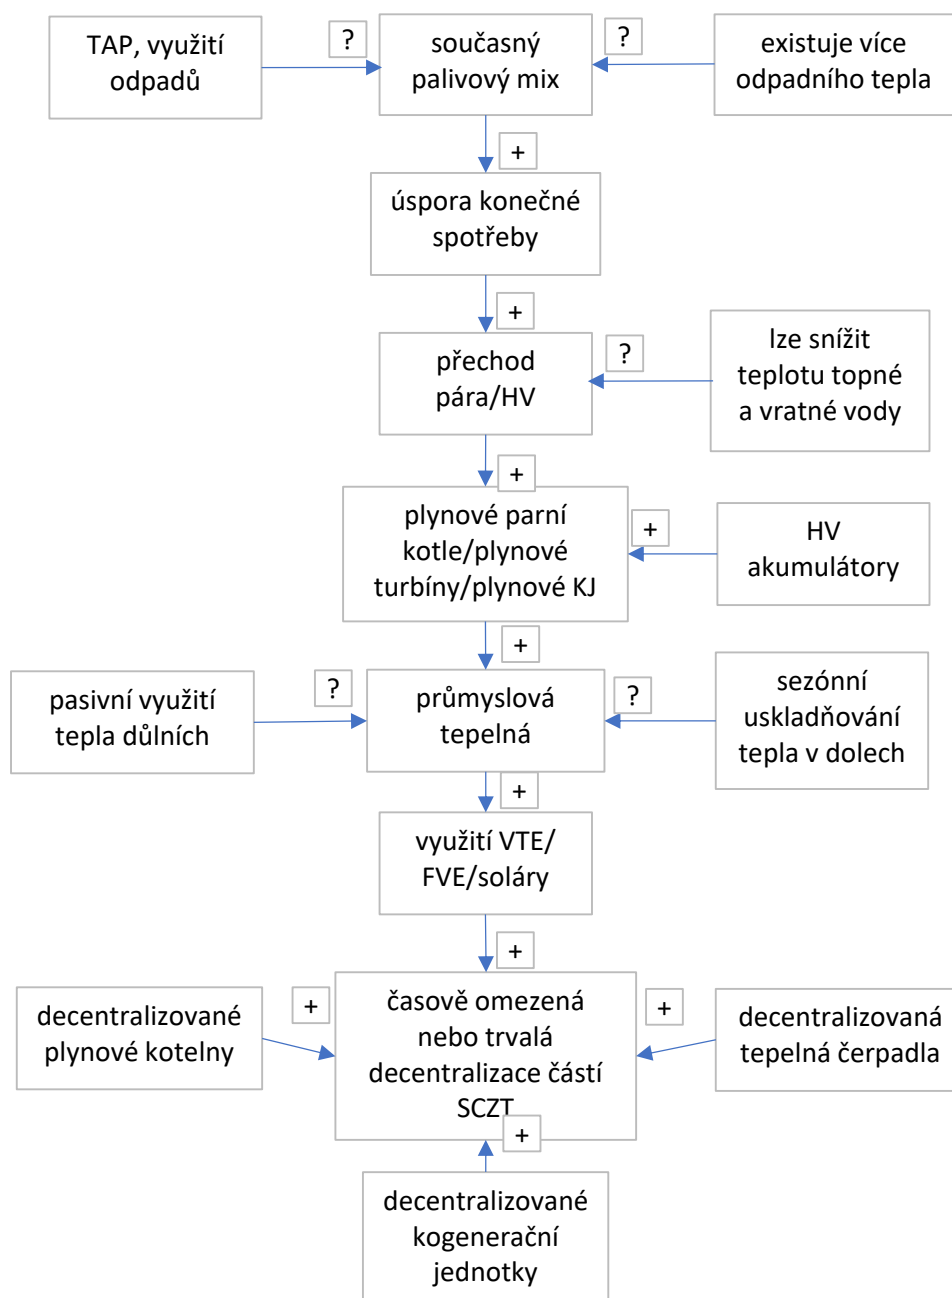 TAP, využití
odpadů
?
současný
palivový mix
?
existuje více
odpadního tepla
+
úspora konečné
spotřeby
+
přechod
pára/HV
?
lze snížit
teplotu topné
a vratné vody
+
plynové parní
kotle/plynové
turbíny/plynové KJ
+
HV
akumulátory
+
pasivní využití
tepla důlních
?
průmyslová
tepelná
?
sezónní
uskladňování
tepla v dolech
+
využití VTE/
FVE/soláry
+
decentralizované
plynové kotelny
+
časově omezená
nebo trvalá
decentralizace částí
SCZT
+
decentralizovaná
tepelná čerpadla
+
decentralizované
kogenerační
jednotky